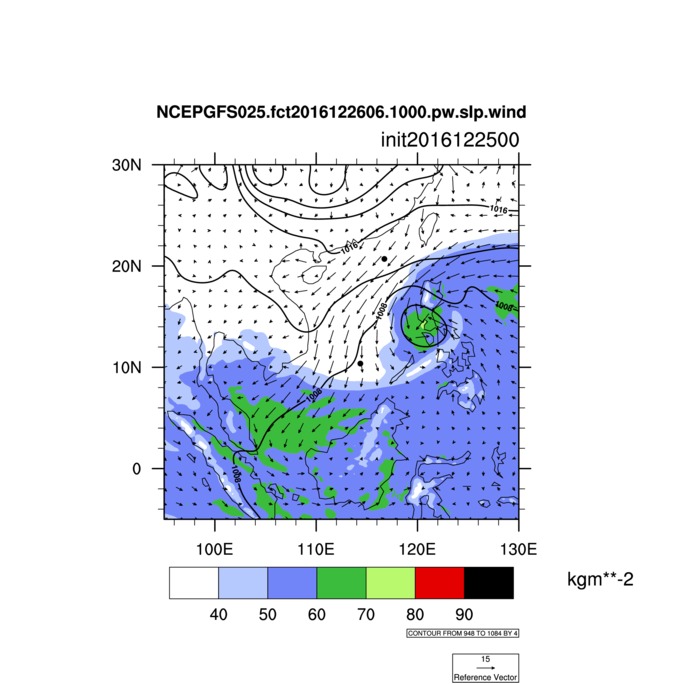 NCEPGFS025.fct2016122606.1000.pw.slp.wind
init2016122500
30N
1016
1016
20N
1008
1008
10N
1008
0
1008
100E 110E 120E 130E
kgm**-2
40 50 60 70 80 90
CONTOUR FROM 948 TO 1084 BY 4
15
Reference Vector